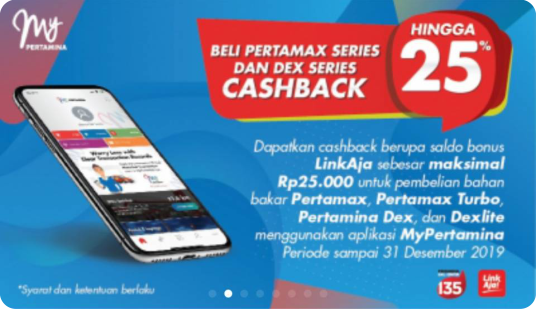 My
PERTAMINA
HINGGA
25%
BELI PERTAMAX SERIES
DAN DEX SERIES
CASHBACK
Dapatkan cashback berupa saldo bonus
LinkAja sebesar maksimal
Rp25.000 untuk pembelian bahan
bakar Pertamax, Pertamax Turbo,
Pertamina Dex, dan Dexlite
menggunakan aplikasi MyPertamina
Periode sampai 31 Desember 2019
*Syarat dan ketentuan berlaku
135
Link
Aja!